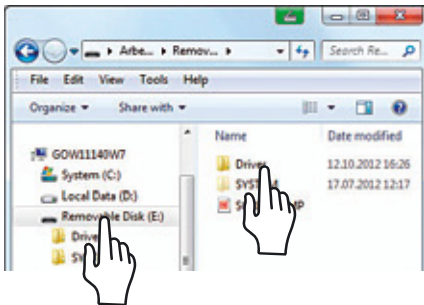 Arbe... Remov...
Search Re...
File Edit View Tools Help
Organize Share with
Name Date modified
GOW11140W7
System (C:)
Local Data (D:)
Removable Disk (E:)
Driver 12.10.2012 16:26
17.07.2012 12:17